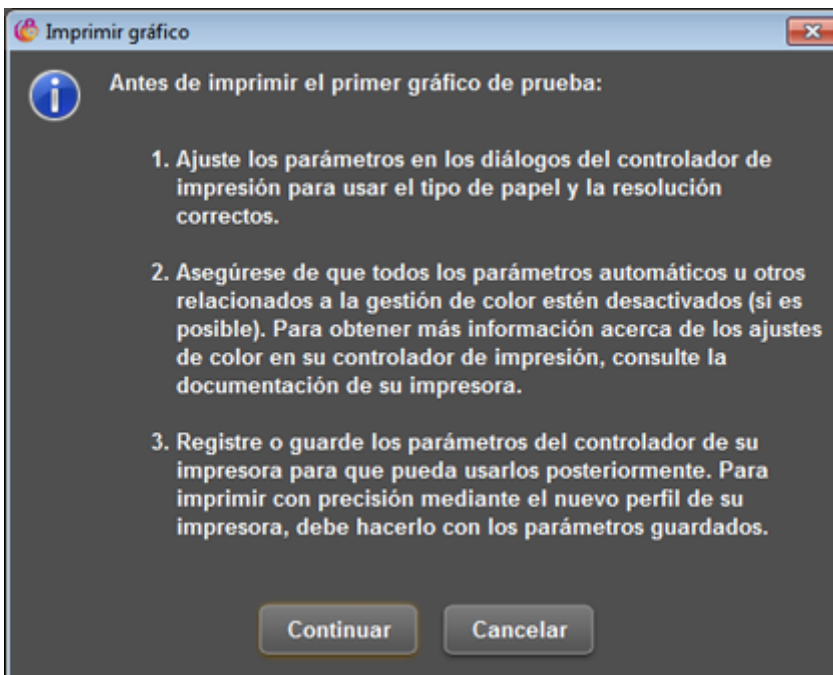 Imprimir gráfico
Antes de imprimir el primer gráfico de prueba:
1. Ajuste los parámetros en los diálogos del controlador de
impresión para usar el tipo de papel y la resolución
correctos.
2. Asegúrese de que todos los parámetros automáticos u otros
relacionados a la gestión de color estén desactivados (si es
posible). Para obtener más información acerca de los ajustes
de color en su controlador de impresión, consulte la
documentación de su impresora.
3. Registre o guarde los parámetros del controlador de su
impresora para que pueda usarlos posteriormente. Para
imprimir con precisión mediante el nuevo perfil de su
impresora, debe hacerlo con los parámetros guardados.
Continuar
Cancelar